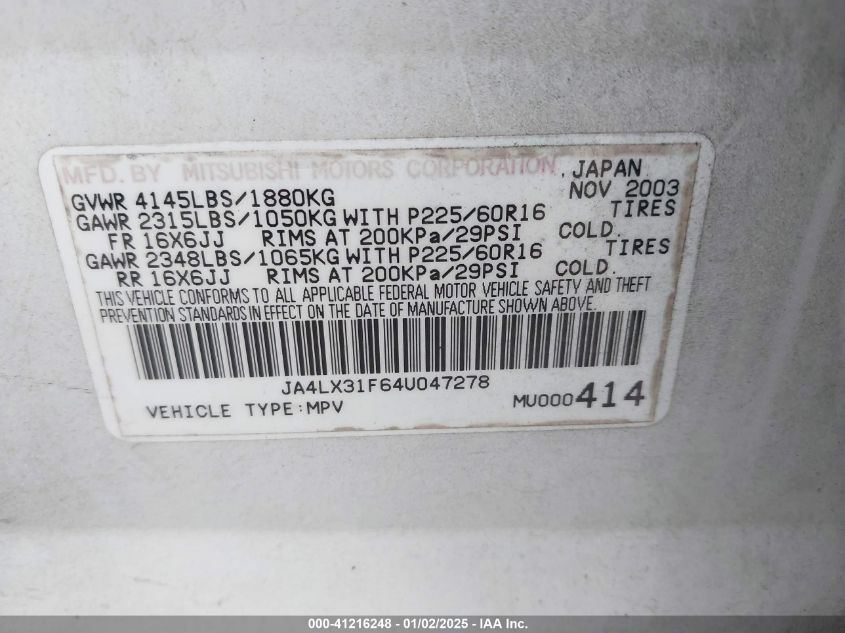 MFD. BY MITSUBISHI MOTORS CORPORATION, JAPAN
GVWR 4145LBS/1880KG NOV 2003
GAWR 2315LBS/1050KG WITH P225/60R16 TIRES
FR 16X6JJ RIMS AT 200KPa/29PSI COLD.
GAWR 2348LBS/1065KG WITH P225/60R16 TIRES
RR 16X6JJ RIMS AT 200KPa/29PSI COLD.
THIS VEHICLE CONFORMS TO ALL APPLICABLE FEDERAL MOTOR VEHICLE SAFETY AND THEFT
PREVENTION STANDARDS IN EFFECT ON THE DATE OF MANUFACTURE SHOWN ABOVE.
JA4LX31F64U047278
VEHICLE TYPE:MPV MU000414
000-41216248 - 01/02/2025 - IAA Inc.